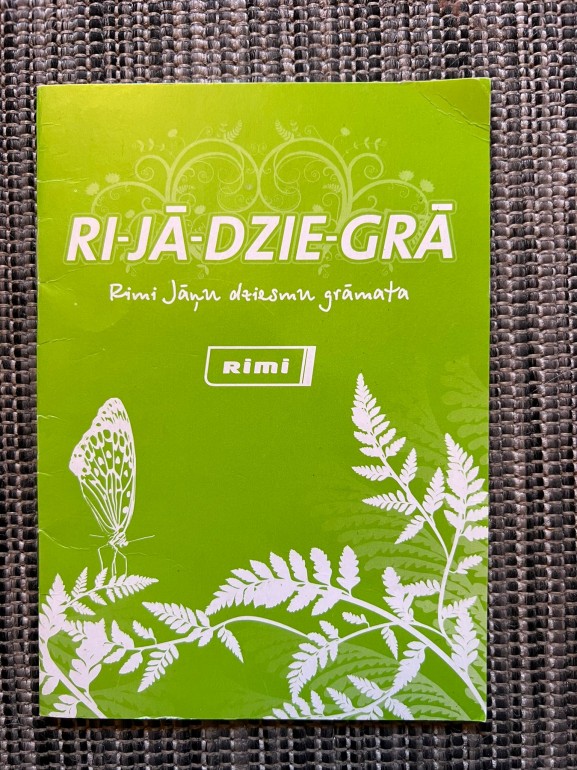 RI-JĀ-DZIE-GRĀ
Rimi Jāņu dziesmu grāmata
Rimi